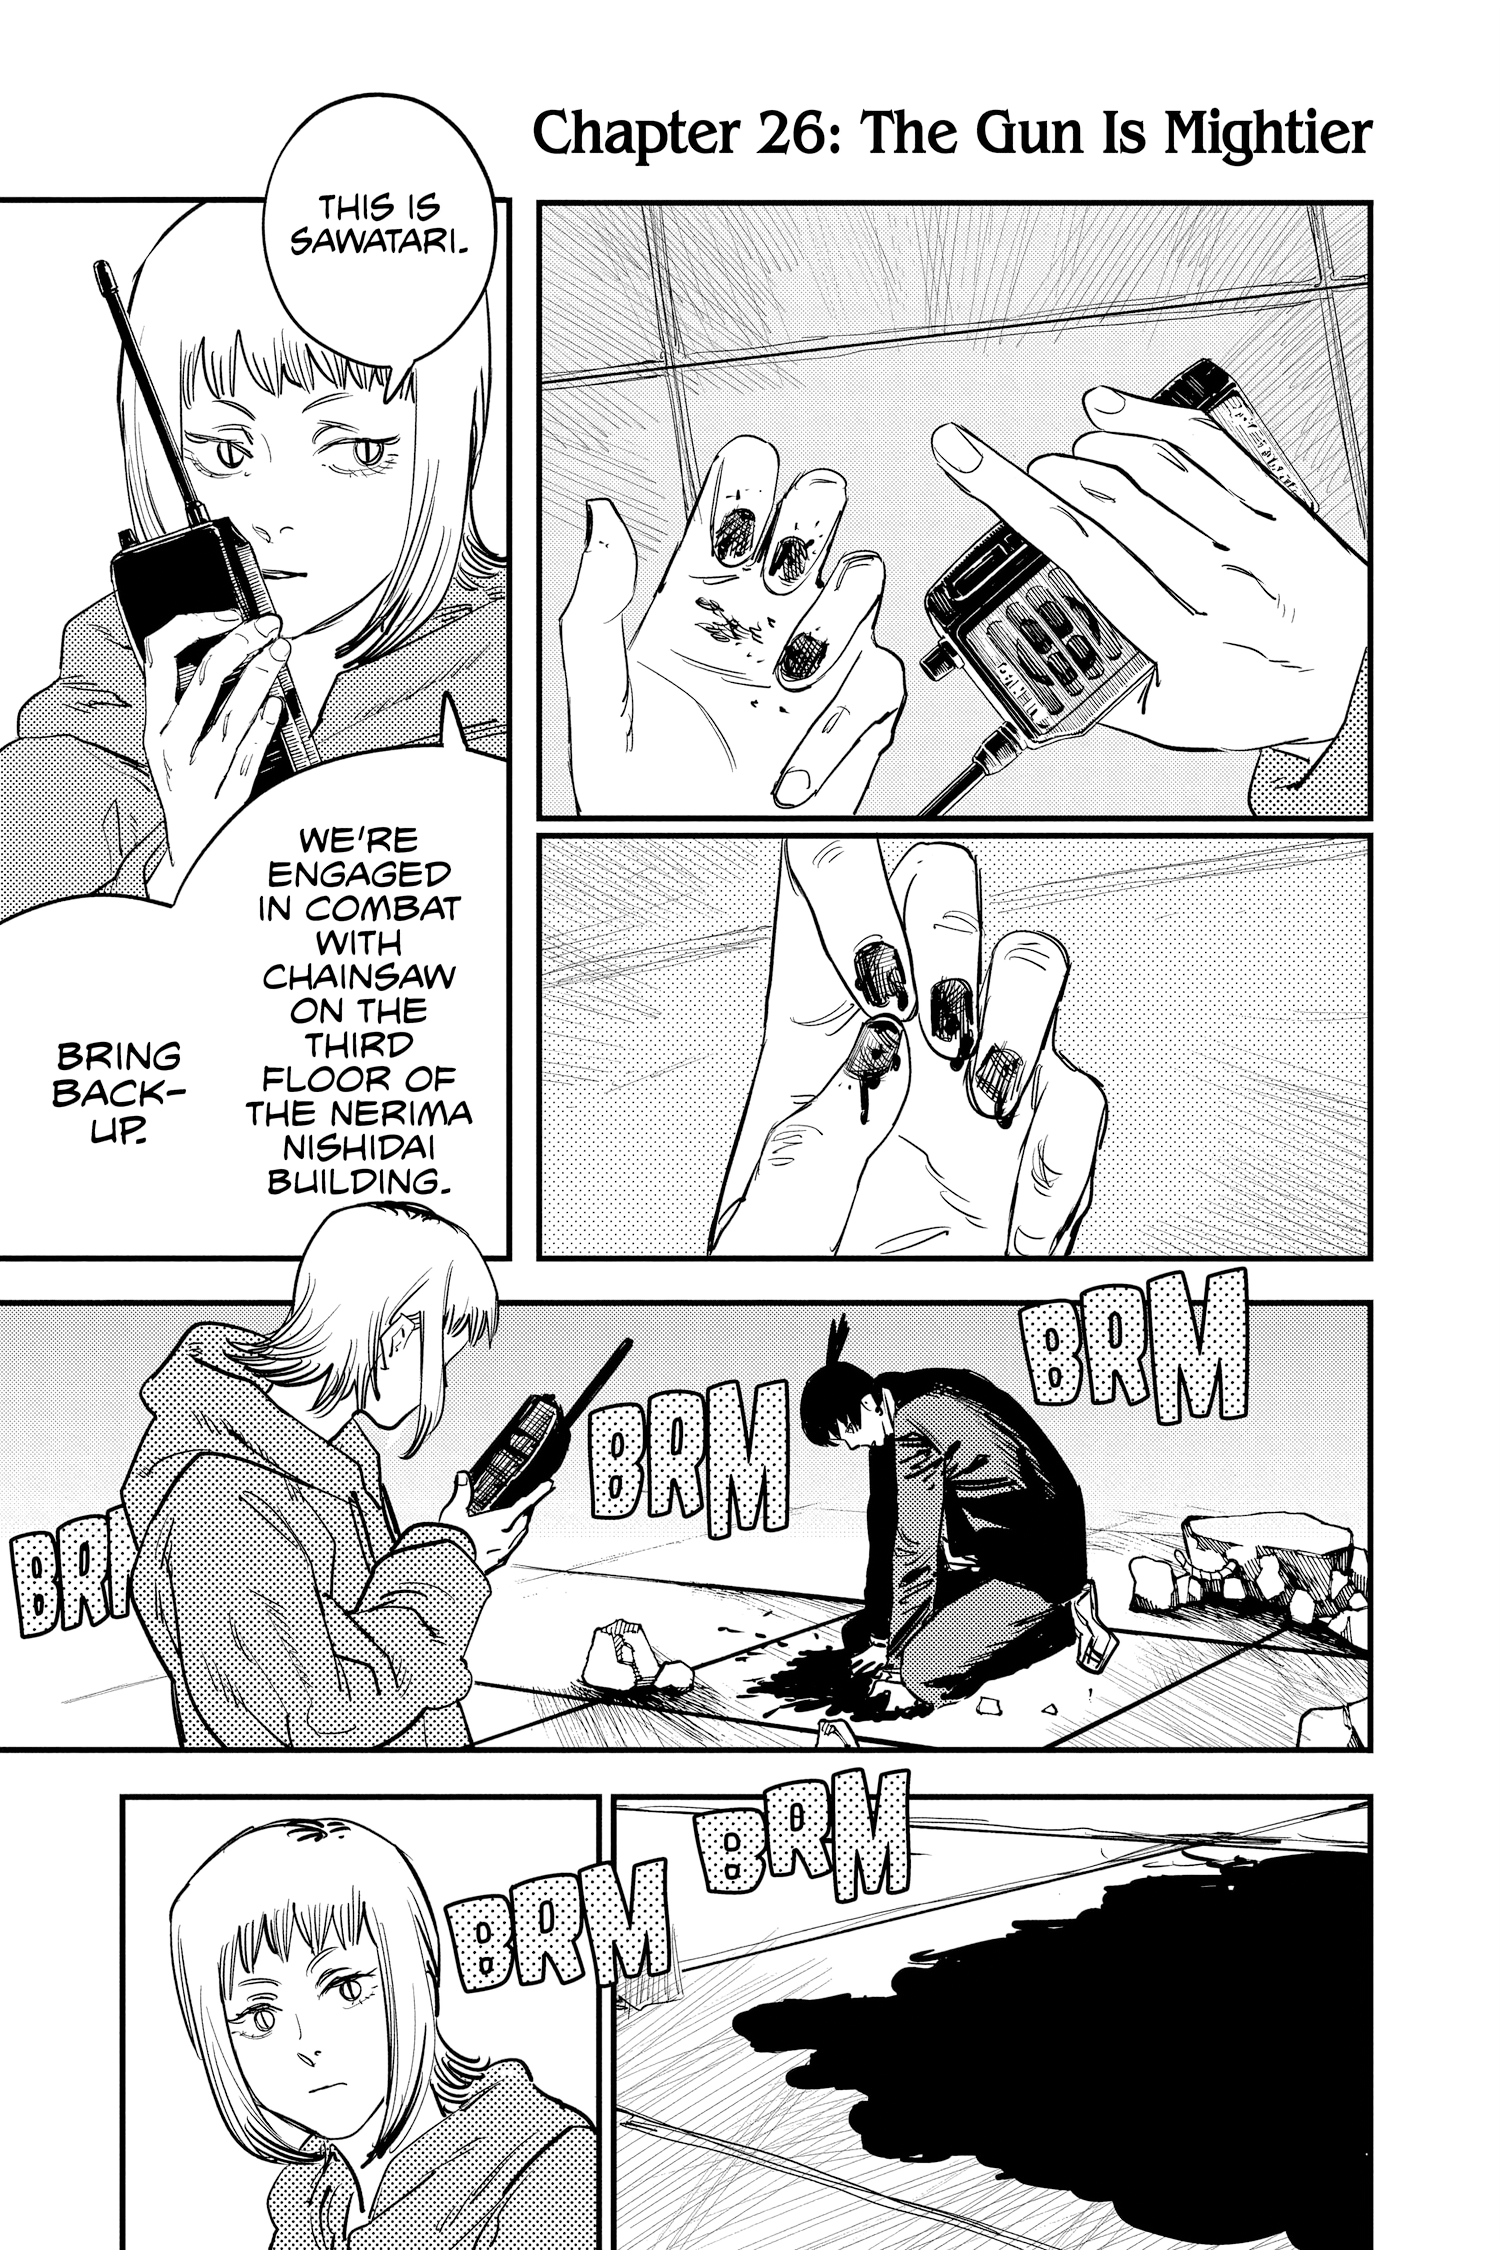 Chapter 26: The Gun Is Mightier
THIS IS
SAWATARI.
WE'RE
ENGAGED
IN COMBAT
WITH
CHAINSAW
ON THE
THIRD
FLOOR OF
THE NERIMA
NISHIDAI
BUILDING.
BRING
BACK-
UP.
BRM
BRM
BRM
BRM
BRM